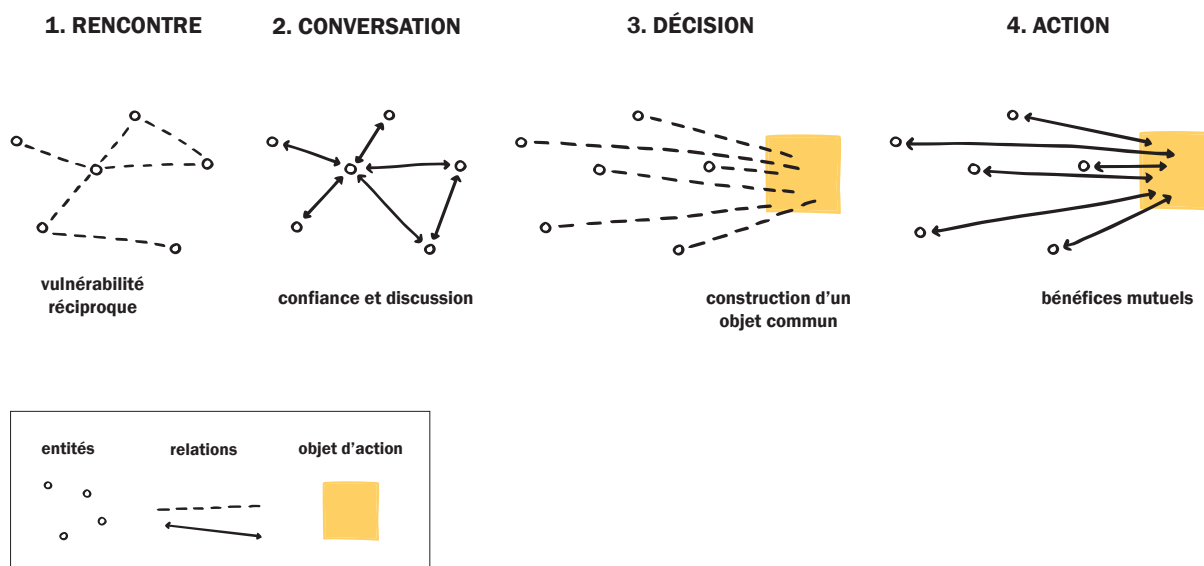 1. RENCONTRE
2. CONVERSATION
3. DÉCISION
4. ACTION
vulnérabilité
réciproque
confiance et discussion
construction d'un
objet commun
bénéfices mutuels
entités
relations
objet d'action